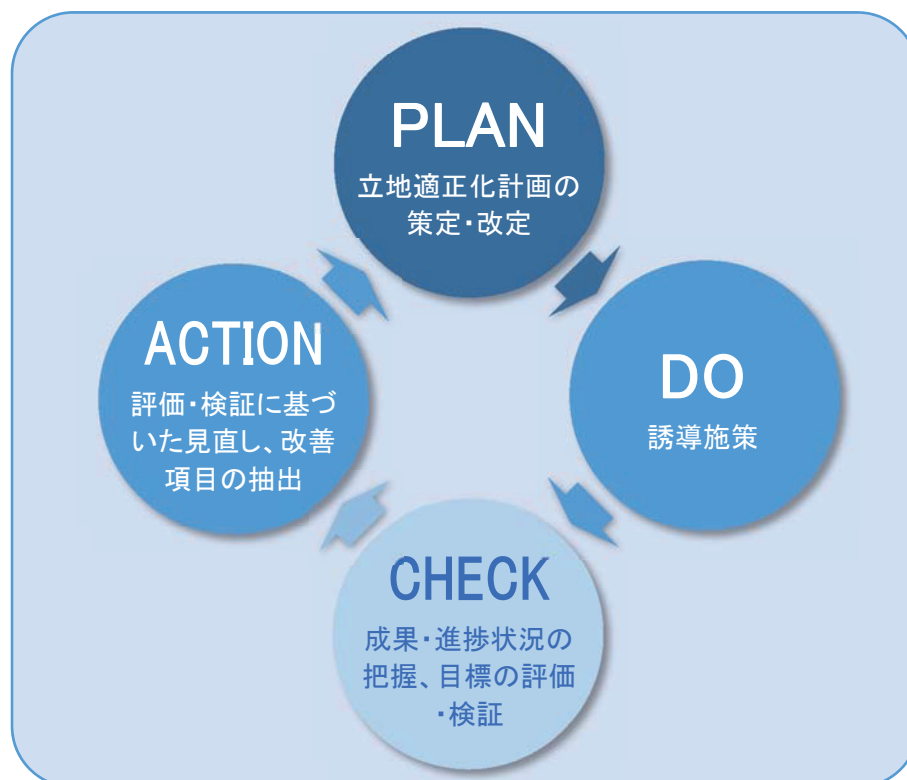 PLAN
立地適正化計画の
策定・改定
DO
誘導施策
CHECK
成果・進捗状況の
把握、目標の評価
・検証
ACTION
評価・検証に基づ
いた見直し、改善
項目の抽出